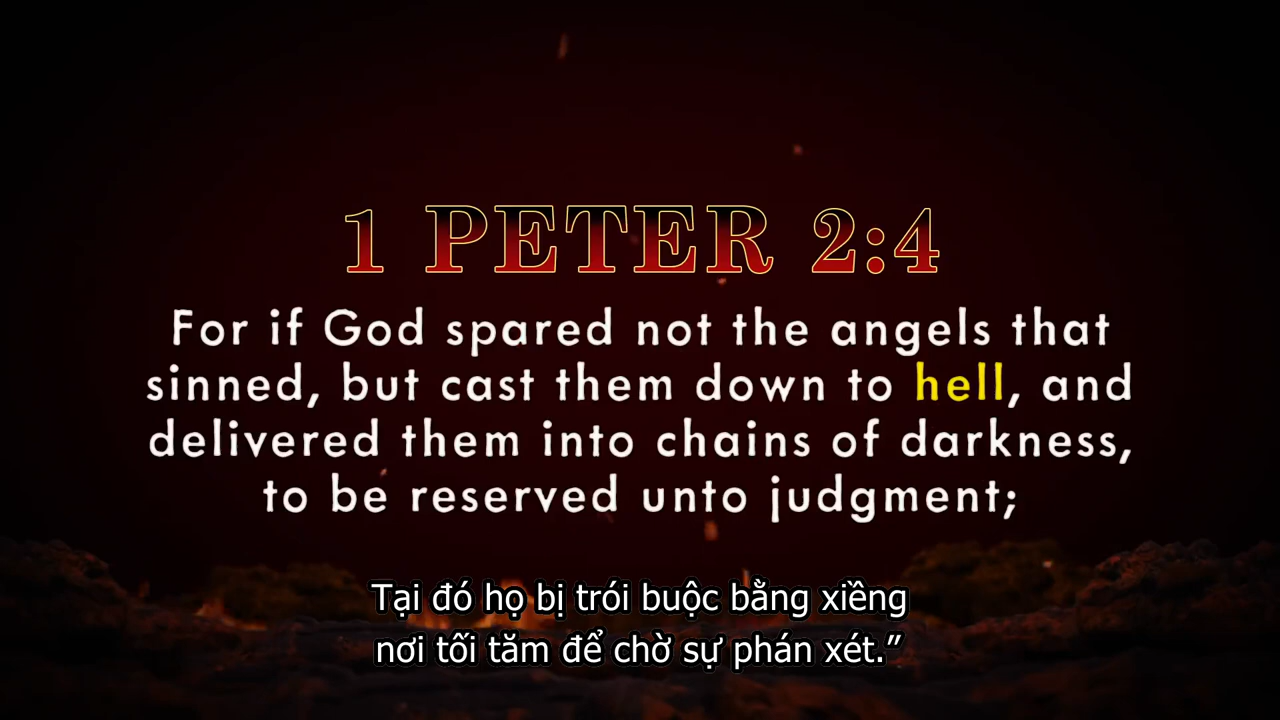 1 PETER 2:4
For if God spared not the angels that
sinned, but cast them down to hell, and
delivered them into chains of darkness,
to be reserved unto judgment;
Tại đó họ bị trói buộc bằng xiềng
nơi tối tăm để chờ sự phán xét.”